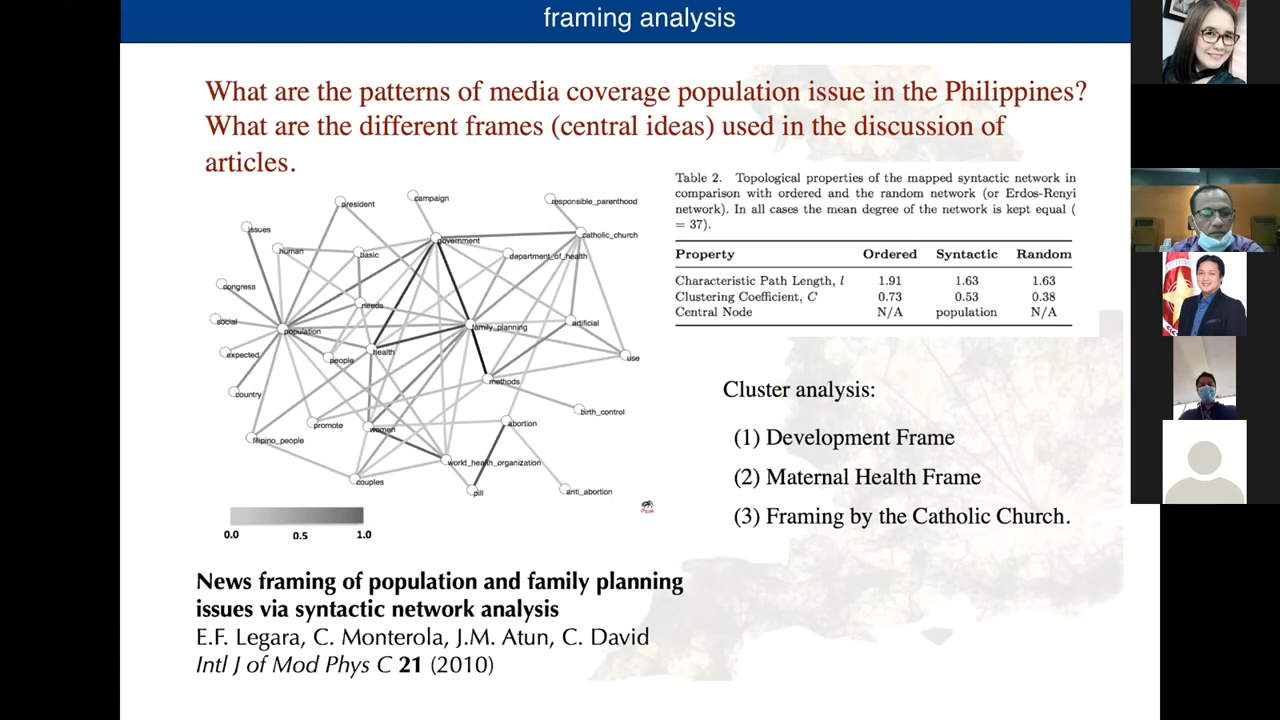 framing analysis
What are the patterns of media coverage population issue in the Philippines?
What are the different frames (central ideas) used in the discussion of
articles.
Table 2. Topological properties of the mapped syntactic network in
comparison with ordered and the random network (or Erdos-Renyi
network). In all cases the mean degree of the network is kept equal (
= 37).
Property Ordered Syntactic Random
Characteristic Path Length, l 1.91 1.63 1.63
Clustering Coefficient, C 0.73 0.53 0.38
Central Node N/A population N/A
campaign
president
responsible_parenthood
issues
government
catholic_church
human
basic
department_of_health
congress
needs
social
population
family_planning
artificial
expected
people
health
use
country
methods
promote
women
abortion
birth_control
filipino_people
world_health_organization
couples
pill
anti_abortion
Pajek
0.0 0.5 1.0
Cluster analysis:
(1) Development Frame
(2) Maternal Health Frame
(3) Framing by the Catholic Church.
News framing of population and family planning
issues via syntactic network analysis
E.F. Legara, C. Monterola, J.M. Atun, C. David
Intl J of Mod Phys C 21 (2010)